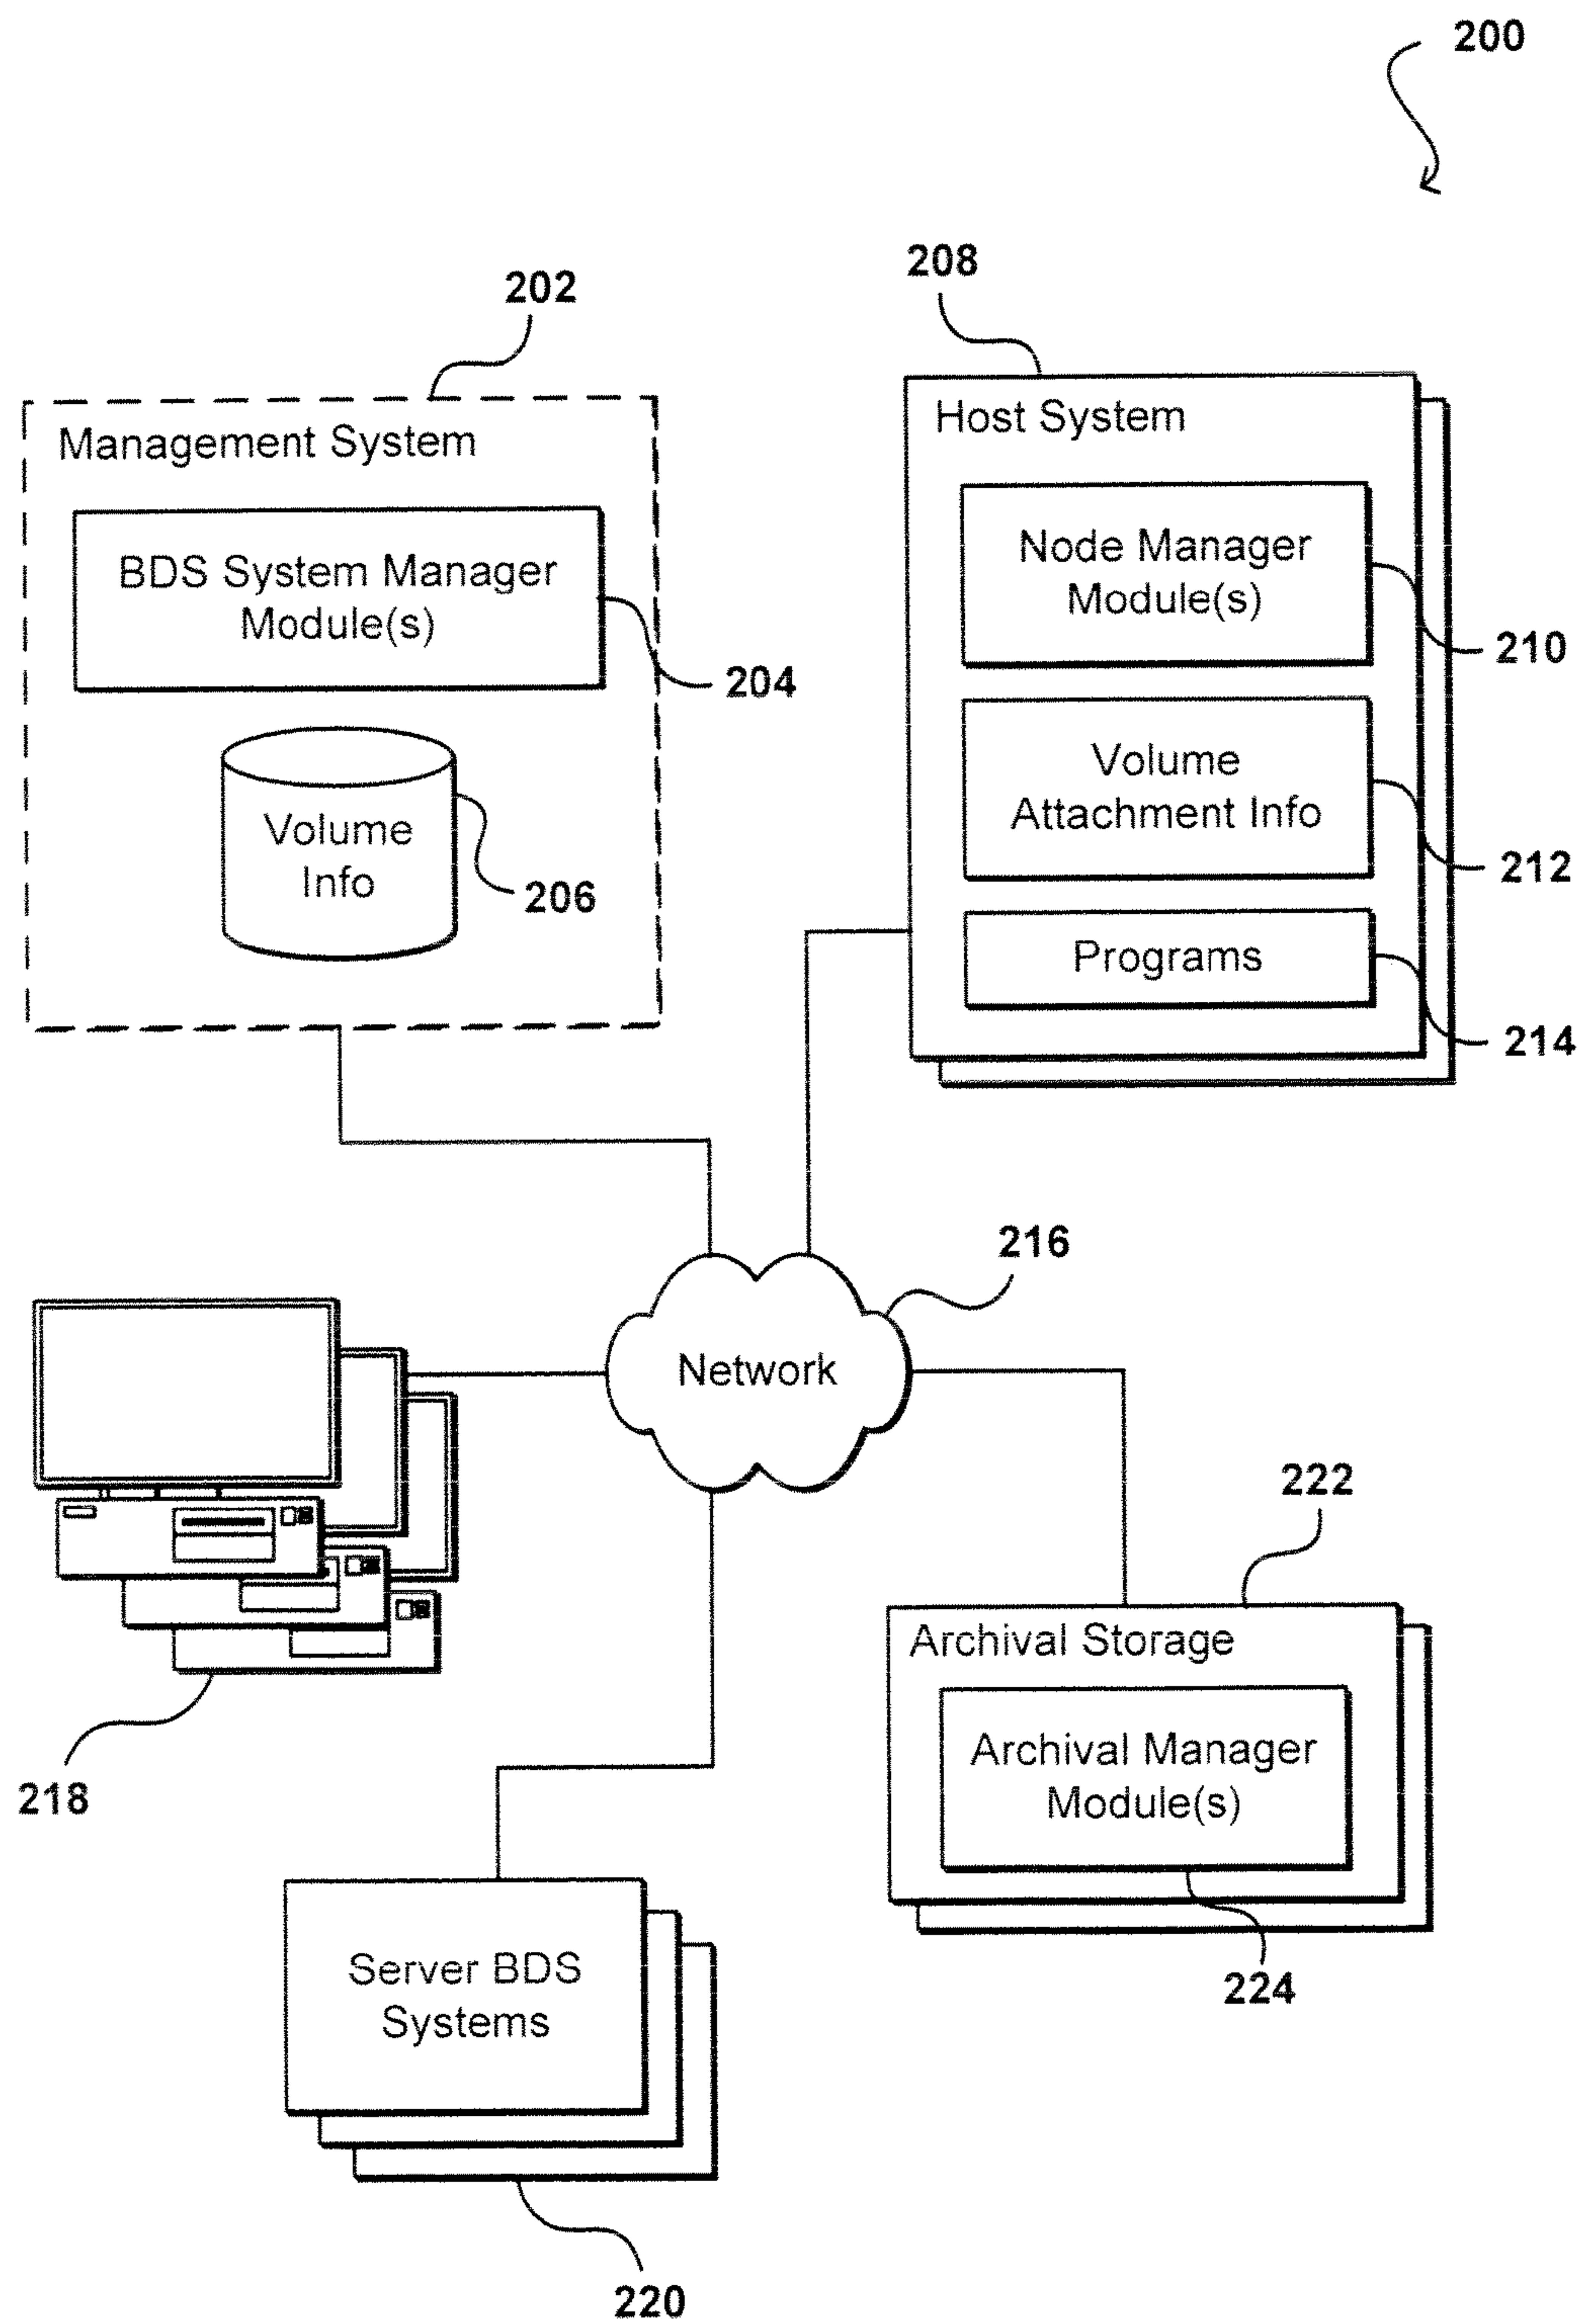 200
208
202
Host System
Management System
Node Manager
Module(s)
BDS System Manager
Module(s)
210
204
Volume
Attachment Info
Volume
Info
212
206
Programs
214
216
Network
222
Archival Storage
Archival Manager
Module(s)
218
Server BDS
Systems
224
220